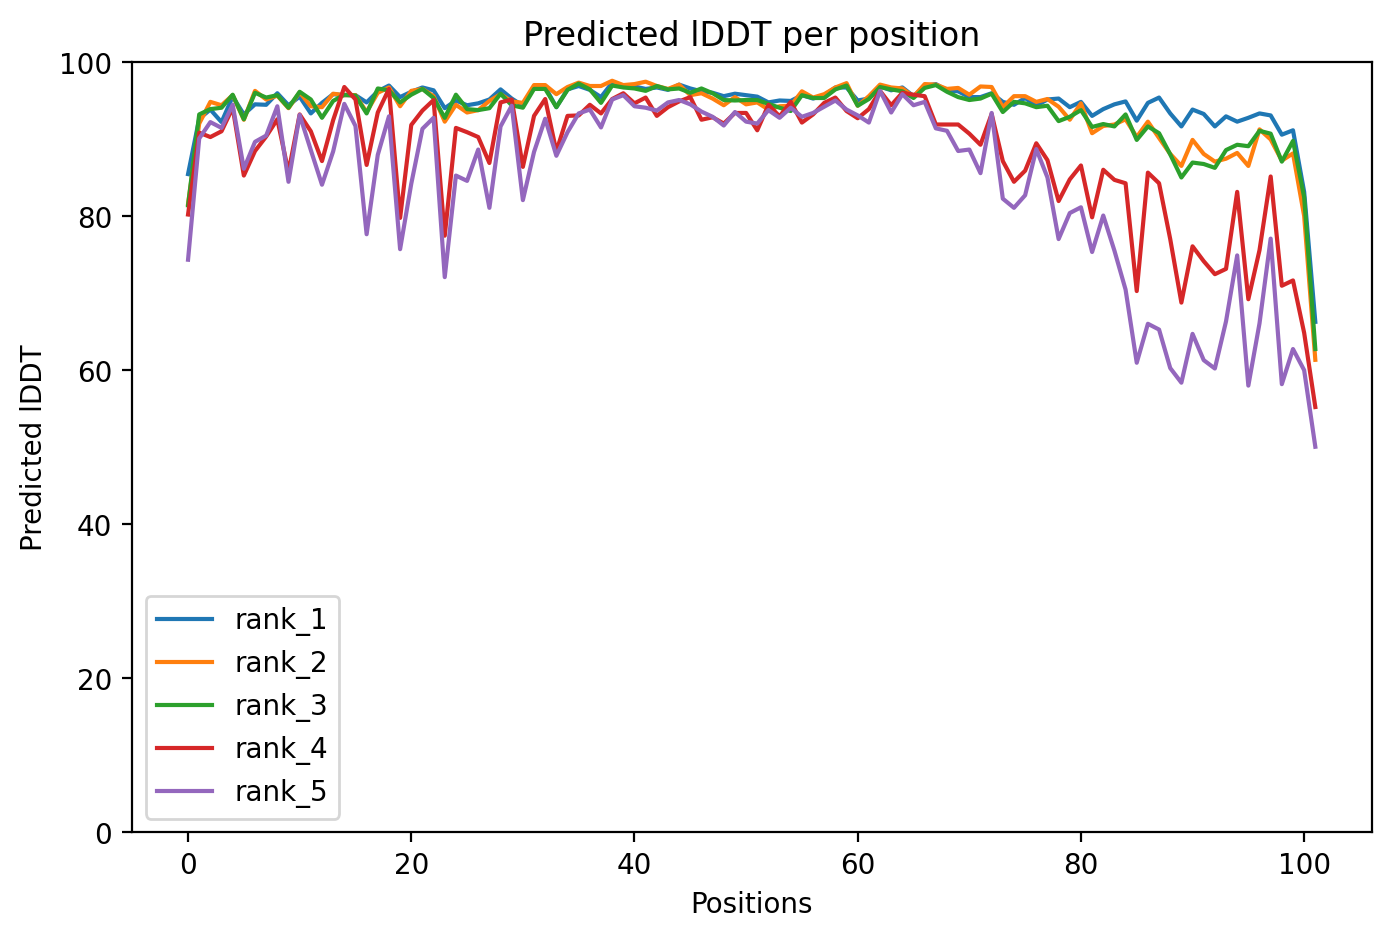 Predicted lDDT per position
Predicted lDDT
100
80
60
40
20
0
rank_1
rank_2
rank_3
rank_4
rank_5
0 20 40 60 80 100
Positions